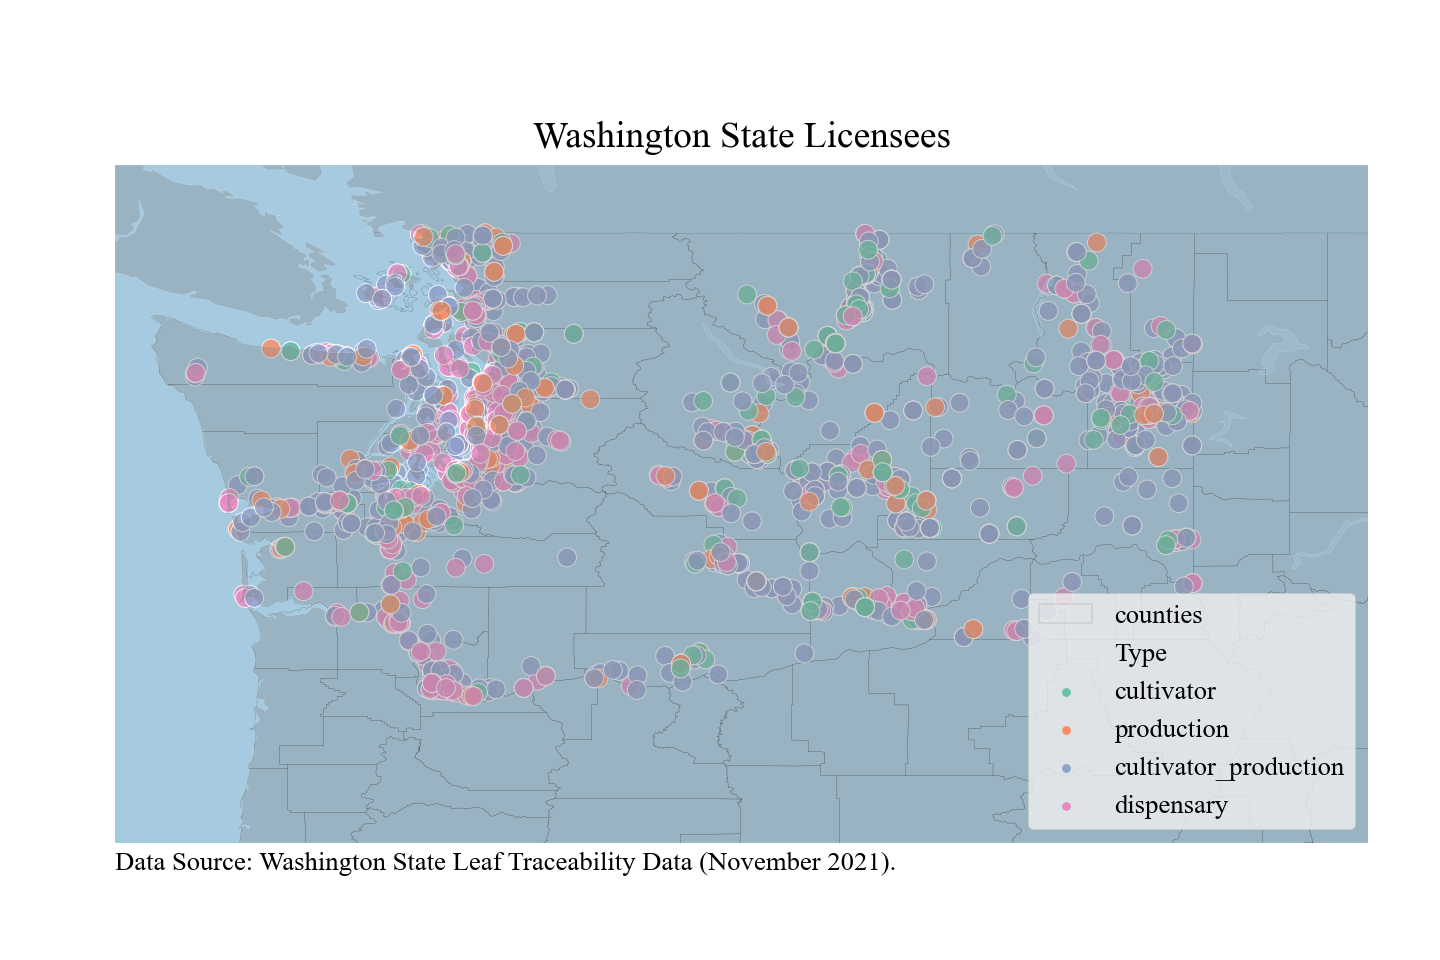 Washington State Licensees
counties
Type
cultivator
production
cultivator_production
dispensary
Data Source: Washington State Leaf Traceability Data (November 2021).